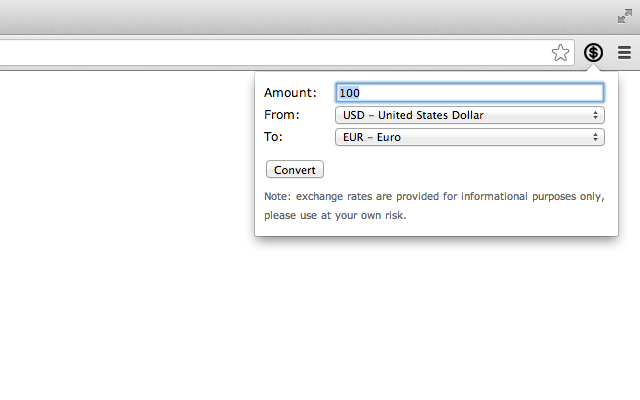 Amount: 100
From: USD – United States Dollar
To: EUR – Euro
Convert
Note: exchange rates are provided for informational purposes only,
please use at your own risk.